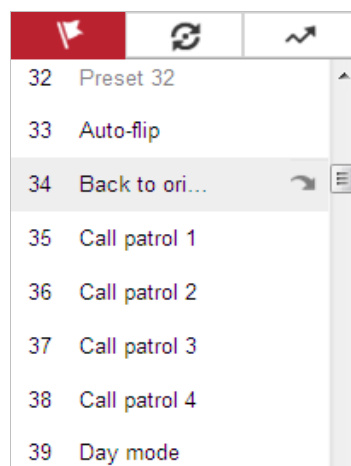 32 Preset 32
33 Auto-flip
34 Back to ori...
35 Call patrol 1
36 Call patrol 2
37 Call patrol 3
38 Call patrol 4
39 Day mode